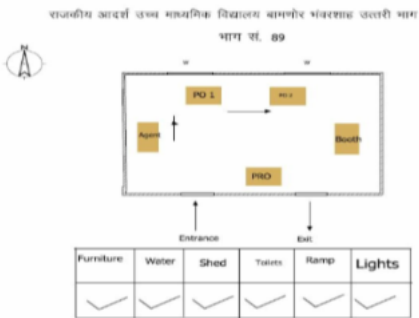 राजकीय आदर्श उच्च माध्यमिक विद्यालय बामणोर भंवरशाह उत्तरी भाग
भाग सं. 89
N
W W
PO 1 PO 2
Agent Booth
PRO
Entrance Exit
Furniture Water Shed Toilets Ramp Lights